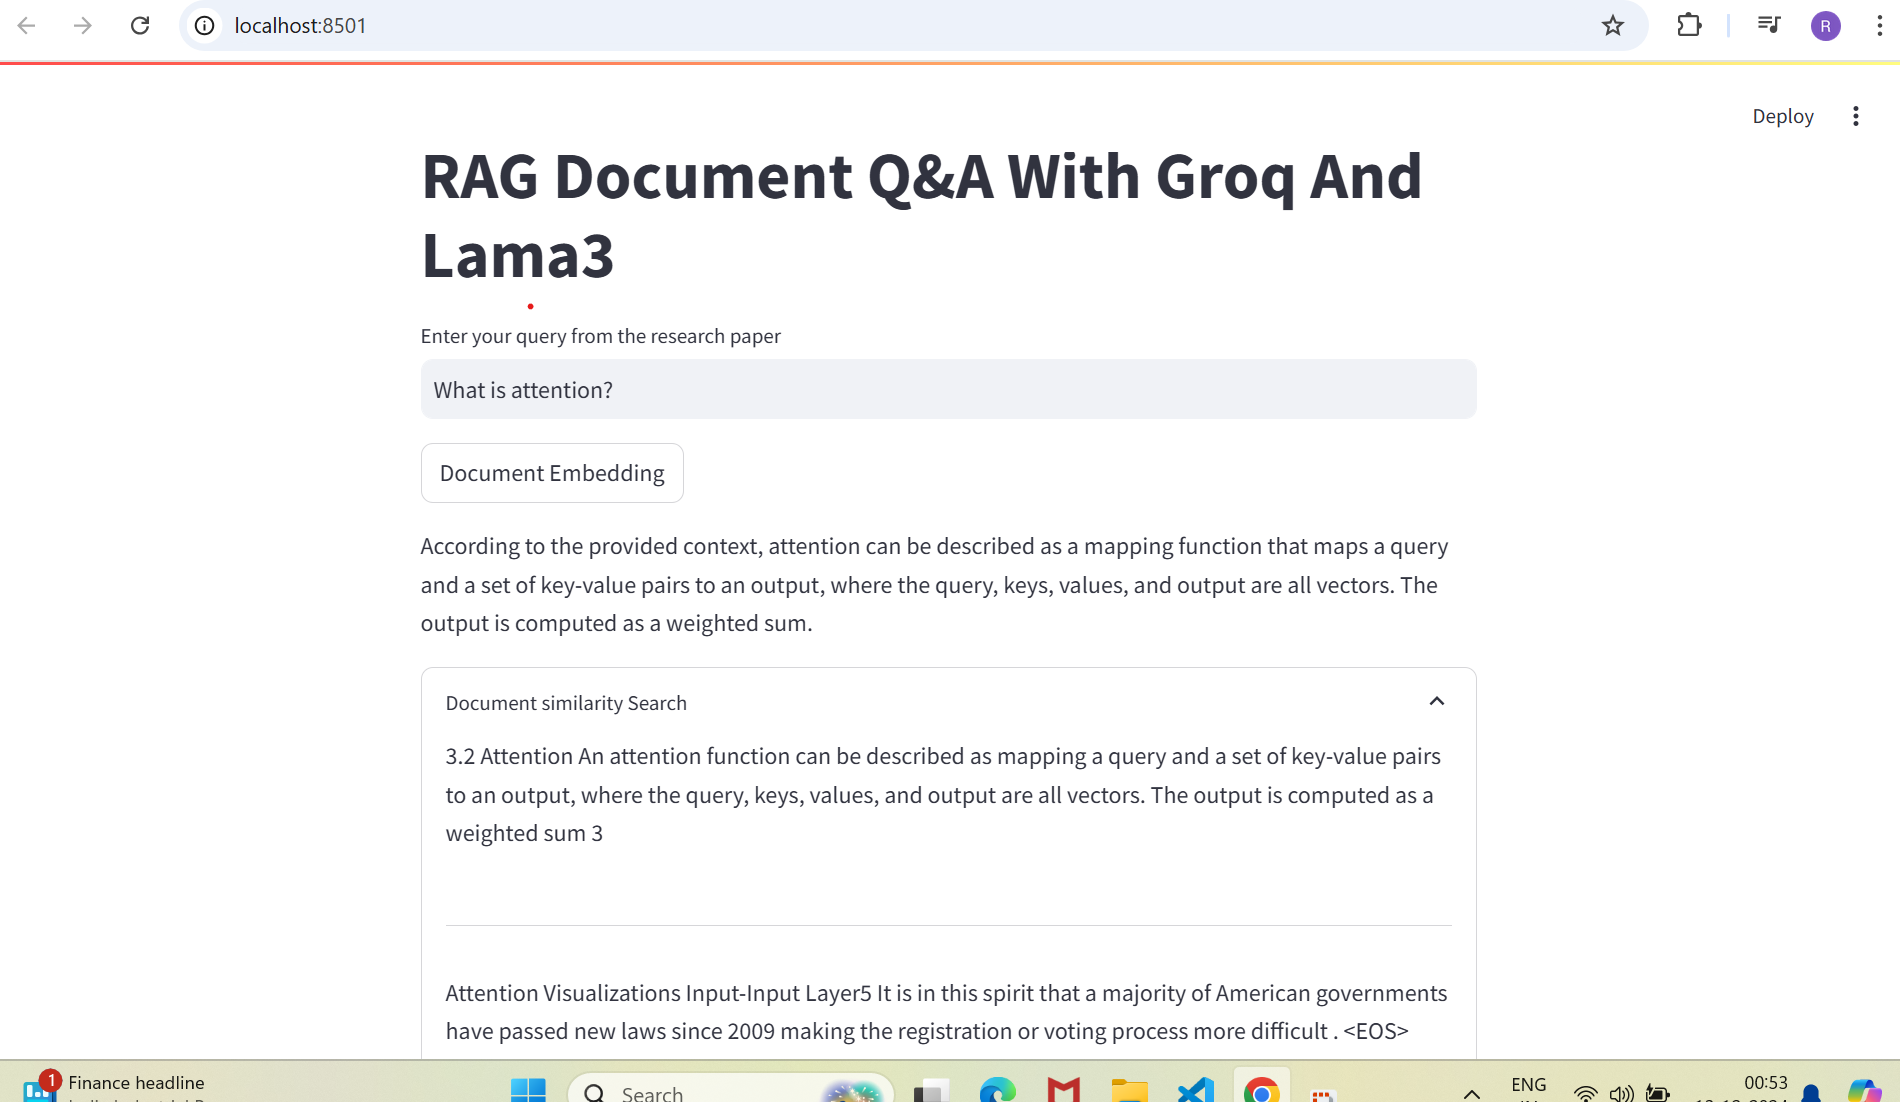 localhost:8501
R
Deploy
RAG Document Q&A With Groq And
Lama3
Enter your query from the research paper
What is attention?
Document Embedding
According to the provided context, attention can be described as a mapping function that maps a query
and a set of key-value pairs to an output, where the query, keys, values, and output are all vectors. The
output is computed as a weighted sum.
Document similarity Search
3.2 Attention An attention function can be described as mapping a query and a set of key-value pairs
to an output, where the query, keys, values, and output are all vectors. The output is computed as a
weighted sum 3
Attention Visualizations Input-Input Layer5 It is in this spirit that a majority of American governments
have passed new laws since 2009 making the registration or voting process more difficult . <EOS>
1
Finance headline
Search
ENG
00:53